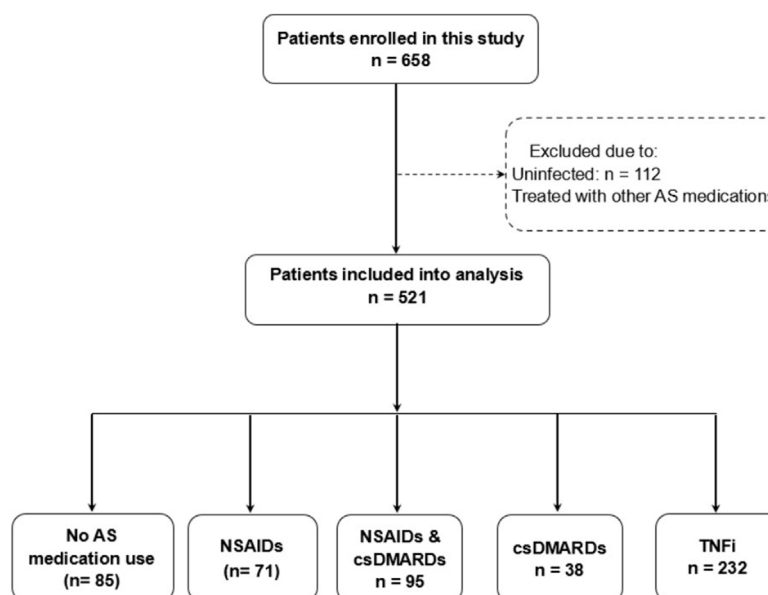 Patients enrolled in this study
n = 658
Excluded due to:
Uninfected: n = 112
Treated with other AS medications
Patients included into analysis
n = 521
No AS
medication use
(n= 85)
NSAIDs
(n= 71)
NSAIDs &
csDMARDs
n = 95
csDMARDs
n = 38
TNFi
n = 232